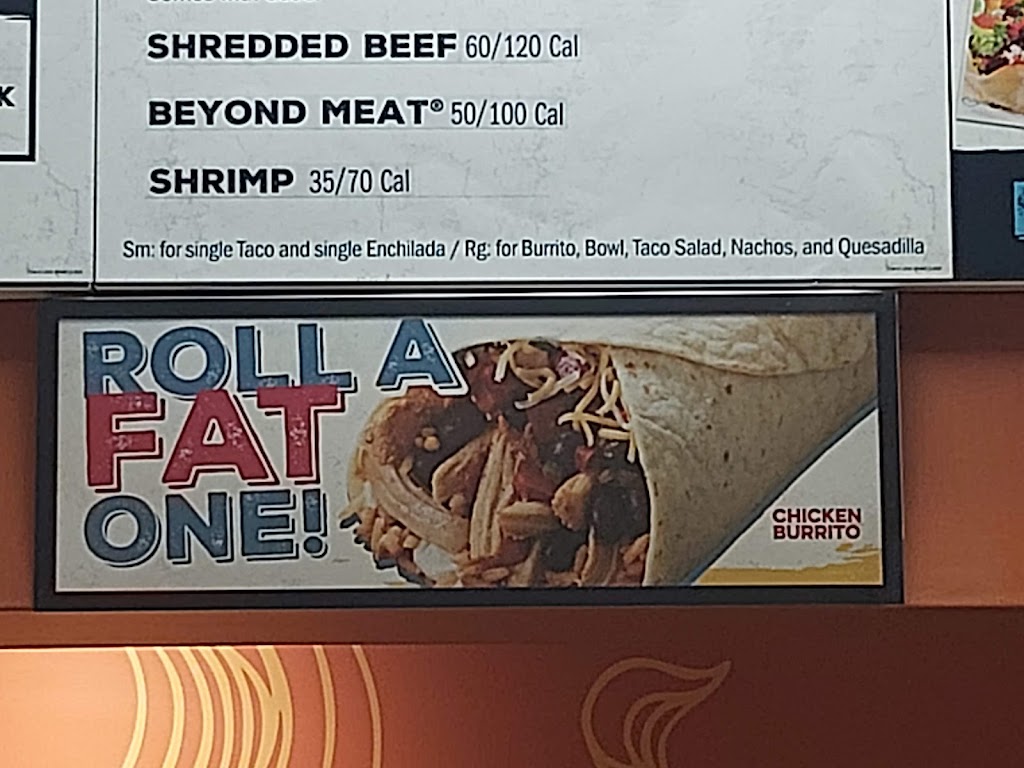 K
SHREDDED BEEF 60/120 Cal
BEYOND MEAT® 50/100 Cal
SHRIMP 35/70 Cal
Sm: for single Taco and single Enchilada / Rg: for Burrito, Bowl, Taco Salad, Nachos, and Quesadilla
ROLL A
FAT
ONE!
CHICKEN
BURRITO